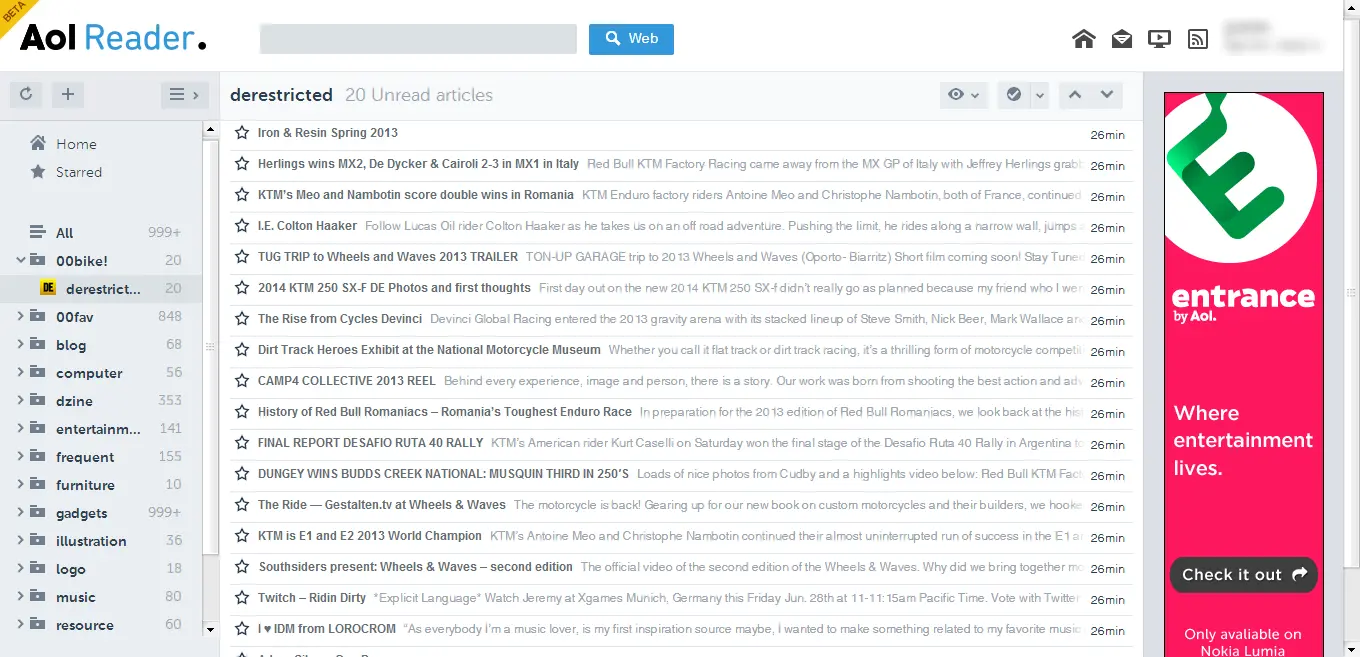 BETA
Aol Reader.
Web
derestricted 20 Unread articles
Home
Starred
All 999+
00bike! 20
DE derestrict... 20
00fav 848
blog 68
computer 56
dzine 353
entertainm... 141
frequent 155
furniture 10
gadgets 999+
illustration 36
logo 18
music 80
resource 60
Iron & Resin Spring 2013 26min
Herlings wins MX2, De Dycker & Cairoli 2-3 in MX1 in Italy Red Bull KTM Factory Racing came away from the MX GP of Italy with Jeffrey Herlings grabb 26min
KTM's Meo and Nambotin score double wins in Romania KTM Enduro factory riders Antoine Meo and Christophe Nambotin, both of France, continued 26min
I.E. Colton Haaker Follow Lucas Oil rider Colton Haaker as he takes us on an off road adventure. Pushing the limit, he rides along a narrow wall, jumps 26min
TUG TRIP to Wheels and Waves 2013 TRAILER TON-UP GARAGE trip to 2013 Wheels and Waves (Oporto- Biarritz) Short film coming soon! Stay Tune 26min
2014 KTM 250 SX-F DE Photos and first thoughts First day out on the new 2014 KTM 250 SX-f didn't really go as planned because my friend who I wer 26min
The Rise from Cycles Devinci Devinci Global Racing entered the 2013 gravity arena with its stacked lineup of Steve Smith, Nick Beer, Mark Wallace an 26min
Dirt Track Heroes Exhibit at the National Motorcycle Museum Whether you call it flat track or dirt track racing, it's a thrilling form of motorcycle competi 26min
CAMP4 COLLECTIVE 2013 REEL Behind every experience, image and person, there is a story. Our work was born from shooting the best action and adv 26min
History of Red Bull Romaniacs – Romania's Toughest Enduro Race In preparation for the 2013 edition of Red Bull Romaniacs, we look back at the his 26min
FINAL REPORT DESAFIO RUTA 40 RALLY KTM's American rider Kurt Caselli on Saturday won the final stage of the Desafio Ruta 40 Rally in Argentina to 26min
DUNGEY WINS BUDDS CREEK NATIONAL: MUSQUIN THIRD IN 250'S Loads of nice photos from Cudby and a highlights video below: Red Bull KTM Fac 26min
The Ride — Gestalten.tv at Wheels & Waves The motorcycle is back! Gearing up for our new book on custom motorcycles and their builders, we hooke 26min
KTM is E1 and E2 2013 World Champion KTM's Antoine Meo and Christophe Nambotin continued their almost uninterrupted run of success in the E1 a 26min
Southsiders present: Wheels & Waves – second edition The official video of the second edition of the Wheels & Waves. Why did we bring together mo 26min
Twitch – Ridin Dirty *Explicit Language* Watch Jeremy at Xgames Munich, Germany this Friday Jun. 28th at 11-11:15am Pacific Time. Vote with Twitter 26min
I ♥ IDM from LOROCROM "As everybody I'm a music lover, is my first inspiration source maybe, I wanted to make something related to my favorite music 26min
entrance
by Aol.
Where
entertainment
lives.
Check it out
Only avaliable on
Nokia Lumia